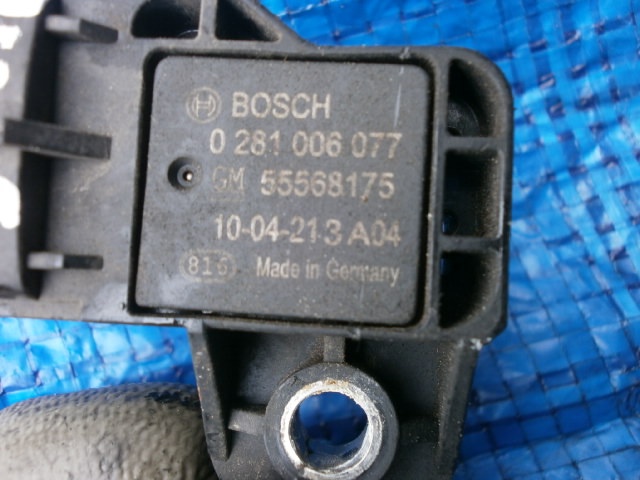 BOSCH
0 281 006 077
GM 55568175
10-04-21 3 A04
816 Made in Germany